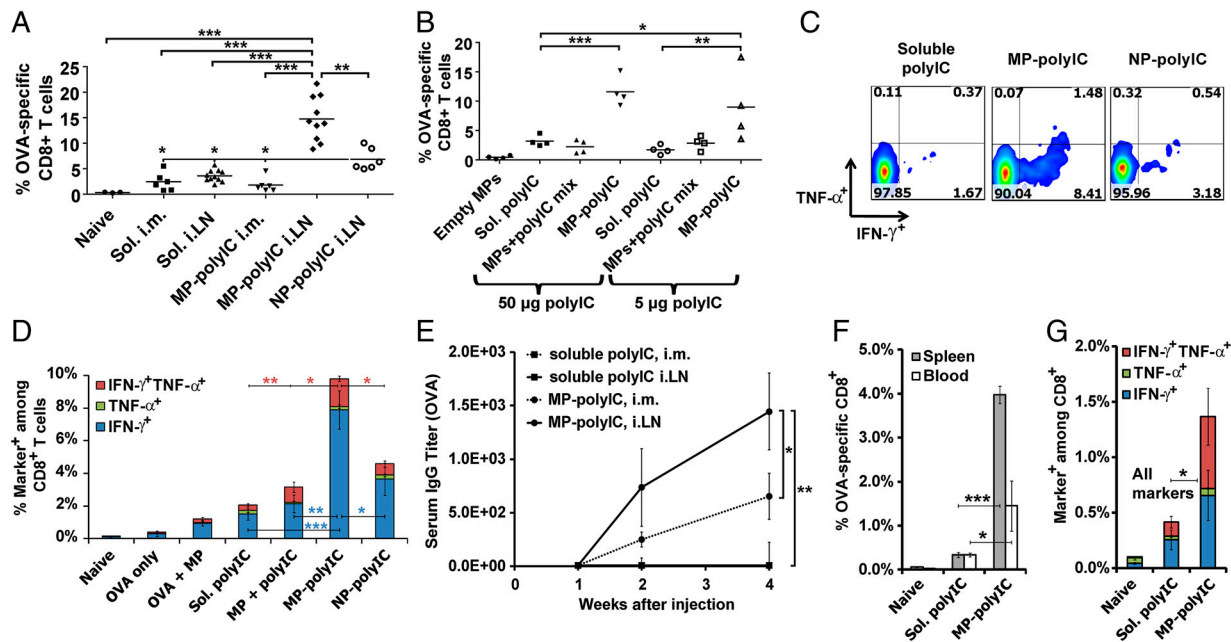 A
***
***
***
***
**
% OVA-specific
CD8+ T cells
25
20
15
10
5
0
*
*
*
Naive
Sol. i.m.
Sol. i.LN
MP-polyIC i.m.
MP-polyIC i.LN
NP-polyIC i.LN
B
*
***
**
% OVA-specific
CD8+ T cells
20
15
10
5
0
Empty MPs
Sol. polyIC
MPs+polyIC mix
MP-polyIC
Sol. polyIC
MPs+polyIC mix
MP-polyIC
50 µg polyIC
5 µg polyIC
C
Soluble
polyIC
MP-polyIC
NP-polyIC
0.11
0.37
97.85
1.67
0.07
1.48
90.04
8.41
0.32
0.54
95.96
3.18
TNF-α+
IFN-γ+
D
% Marker+ among
CD8+ T cells
10%
8%
6%
4%
2%
0%
IFN-γ+TNF-α+
TNF-α+
IFN-γ+
**
*
*
**
*
***
Naive
OVA only
OVA + MP
Sol. polyIC
MP + polyIC
MP-polyIC
NP-polyIC
E
Serum IgG Titer (OVA)
2.0E+03
1.5E+03
1.0E+03
5.0E+02
0.0E+00
soluble polyIC, i.m.
soluble polyIC i.LN
MP-polyIC, i.m.
MP-polyIC, i.LN
*
**
0
1
2
3
4
Weeks after injection
F
% OVA-specific CD8+
5.0%
4.0%
3.0%
2.0%
1.0%
0.0%
Spleen
Blood
***
*
Naive
Sol. polyIC
MP-polyIC
G
Marker+ among CD8+
2.0%
1.5%
1.0%
0.5%
0.0%
IFN-γ+ TNF-α+
TNF-α+
IFN-γ+
All
markers
*
Naive
Sol. polyIC
MP-polyIC